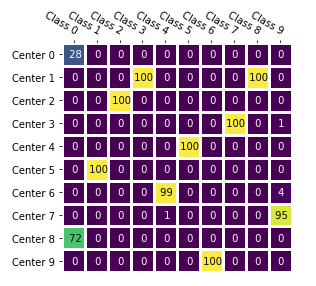 Class 0 Class 1 Class 2 Class 3 Class 4 Class 5 Class 6 Class 7 Class 8 Class 9
Center 0 28 0 0 0 0 0 0 0 0 0
Center 1 0 0 0 100 0 0 0 0 100 0
Center 2 0 0 100 0 0 0 0 0 0 0
Center 3 0 0 0 0 0 0 0 100 0 1
Center 4 0 0 0 0 0 100 0 0 0 0
Center 5 0 100 0 0 0 0 0 0 0 0
Center 6 0 0 0 0 99 0 0 0 0 4
Center 7 0 0 0 0 1 0 0 0 0 95
Center 8 72 0 0 0 0 0 0 0 0 0
Center 9 0 0 0 0 0 0 100 0 0 0